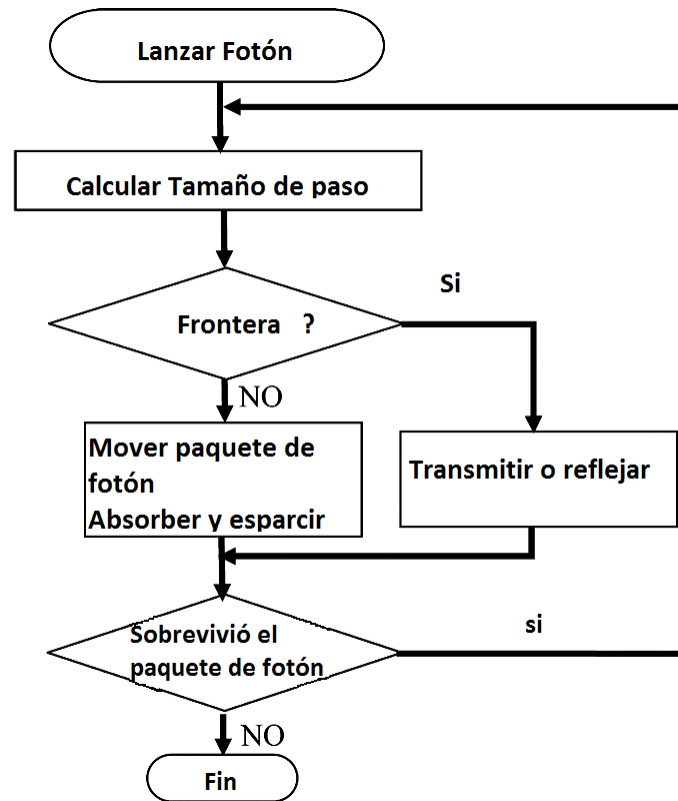 Lanzar Fotón
Calcular Tamaño de paso
Si
Frontera ?
NO
Mover paquete de
fotón
Absorber y esparcir
Transmitir o reflejar
Sobrevivió el
paquete de fotón
si
NO
Fin